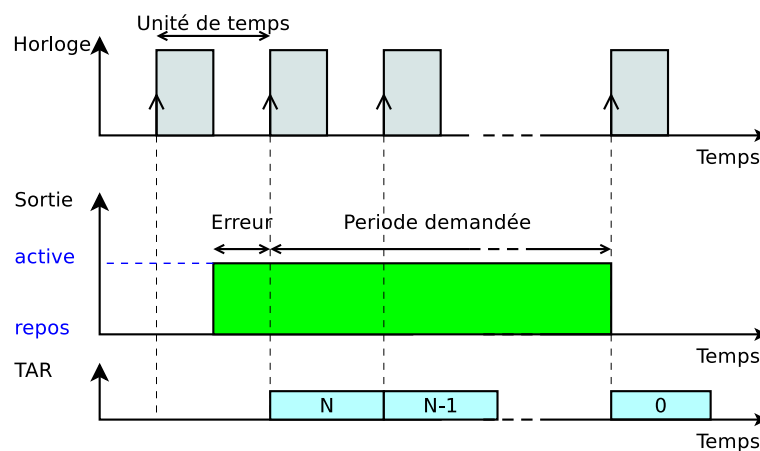 Unité de temps
Horloge
Temps
Sortie
Erreur
Periode demandée
active
repos
Temps
TAR
N
N-1
0
Temps